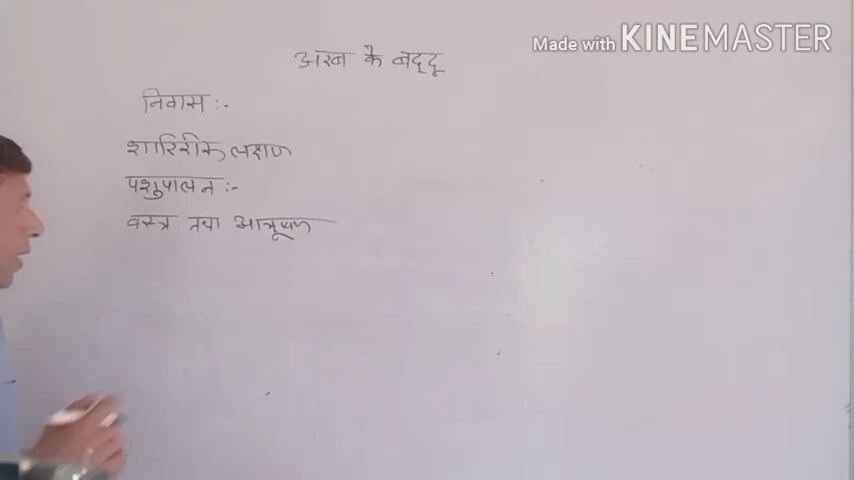 Made with KINEMASTER
अरब के बद्दू
निवास :-
शारिरीक लक्षण
पशुपालन :-
वस्त्र तथा आभूषण